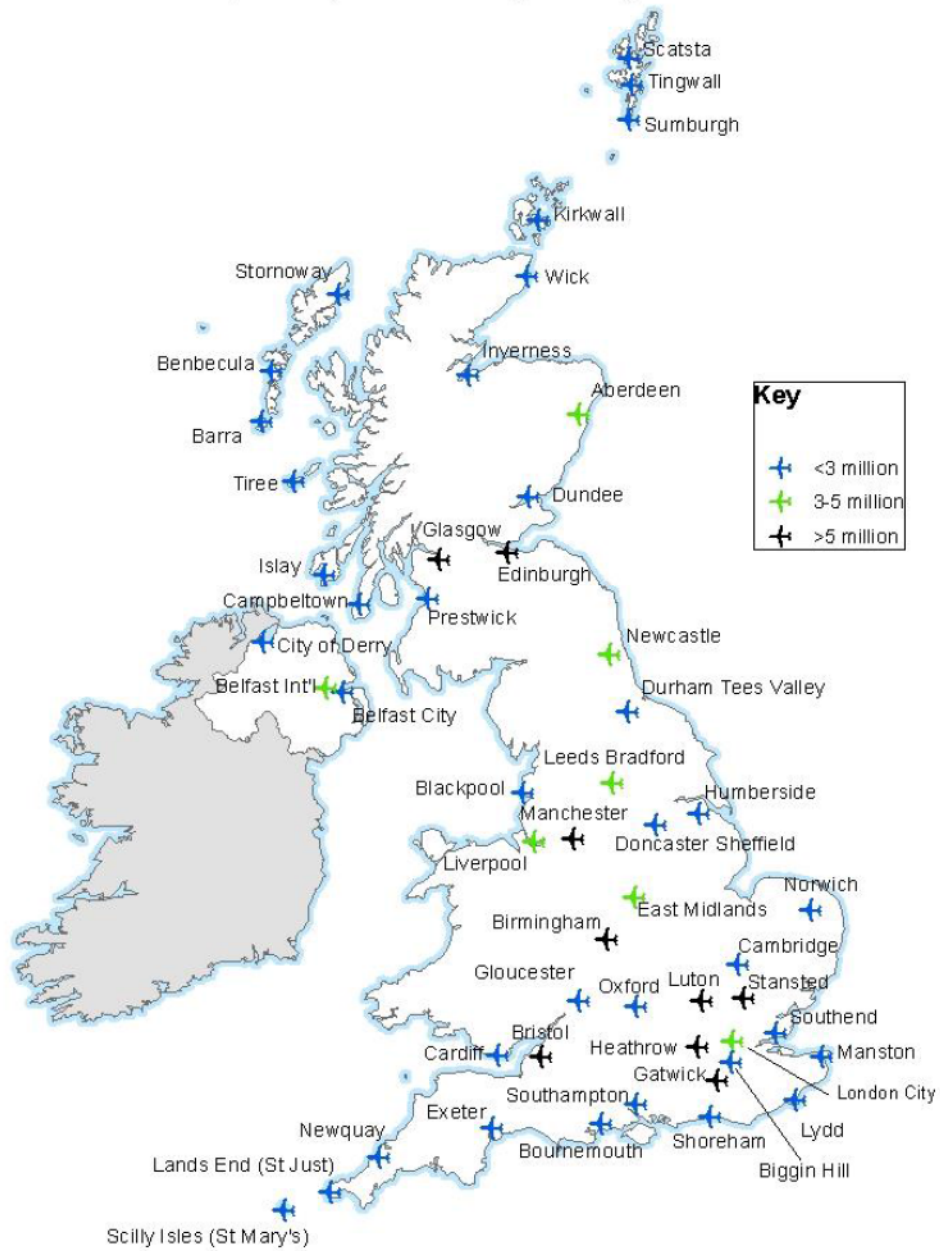 Scatsta
Tingwall
Sumburgh
Kirkwall
Stornoway
Wick
Inverness
Benbecula
Aberdeen
Key
Barra
<3 million
Tiree
Dundee
3-5 million
Glasgow
>5 million
Islay
Edinburgh
Campbeltown
Prestwick
Newcastle
City of Derry
Belfast Int'l
Durham Tees Valley
Belfast City
Leeds Bradford
Blackpool
Humberside
Manchester
Doncaster Sheffield
Liverpool
Norwich
East Midlands
Birmingham
Cambridge
Gloucester
Oxford
Luton
Stansted
Southend
Bristol
Heathrow
Cardiff
Manston
Gatwick
London City
Southampton
Exeter
Newquay
Lydd
Shoreham
Bournemouth
Lands End (St Just)
Biggin Hill
Scilly Isles (St Mary's)